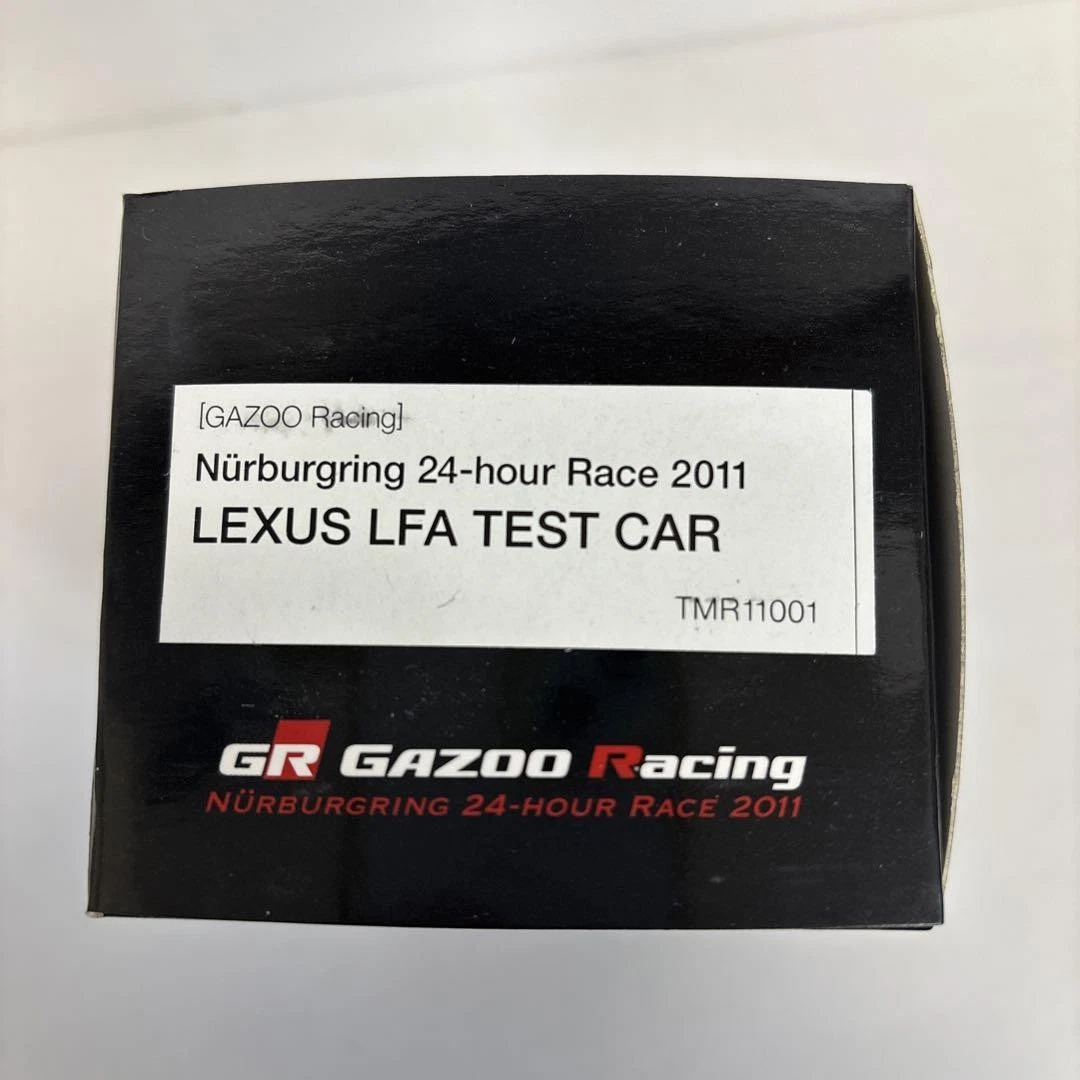 [GAZOO Racing]
Nürburgring 24-hour Race 2011
LEXUS LFA TEST CAR
TMR11001
GR GAZOO Racing
NÜRBURGRING 24-HOUR RACE 2011